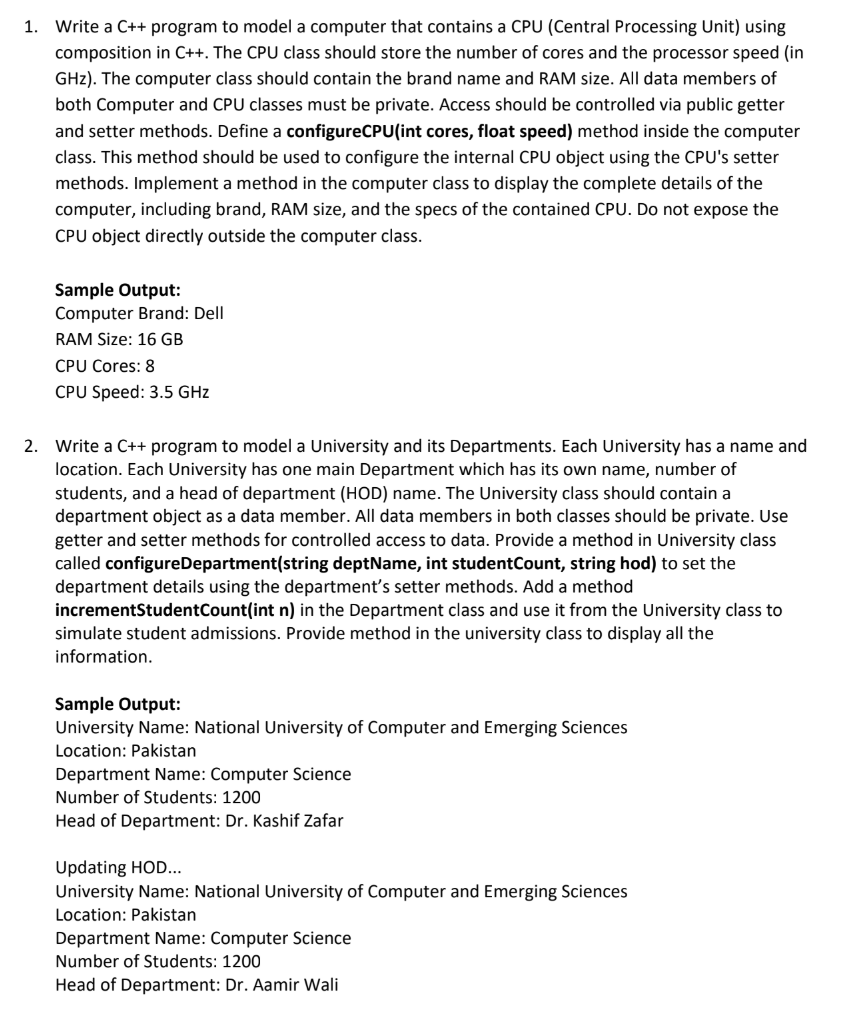 1. Write a C++ program to model a computer that contains a CPU (Central Processing Unit) using
composition in C++. The CPU class should store the number of cores and the processor speed (in
GHz). The computer class should contain the brand name and RAM size. All data members of
both Computer and CPU classes must be private. Access should be controlled via public getter
and setter methods. Define a configureCPU(int cores, float speed) method inside the computer
class. This method should be used to configure the internal CPU object using the CPU's setter
methods. Implement a method in the computer class to display the complete details of the
computer, including brand, RAM size, and the specs of the contained CPU. Do not expose the
CPU object directly outside the computer class.
Sample Output:
Computer Brand: Dell
RAM Size: 16 GB
CPU Cores: 8
CPU Speed: 3.5 GHz
2. Write a C++ program to model a University and its Departments. Each University has a name and
location. Each University has one main Department which has its own name, number of
students, and a head of department (HOD) name. The University class should contain a
department object as a data member. All data members in both classes should be private. Use
getter and setter methods for controlled access to data. Provide a method in University class
called configureDepartment(string deptName, int studentCount, string hod) to set the
department details using the department’s setter methods. Add a method
incrementStudentCount(int n) in the Department class and use it from the University class to
simulate student admissions. Provide method in the university class to display all the
information.
Sample Output:
University Name: National University of Computer and Emerging Sciences
Location: Pakistan
Department Name: Computer Science
Number of Students: 1200
Head of Department: Dr. Kashif Zafar
Updating HOD...
University Name: National University of Computer and Emerging Sciences
Location: Pakistan
Department Name: Computer Science
Number of Students: 1200
Head of Department: Dr. Aamir Wali